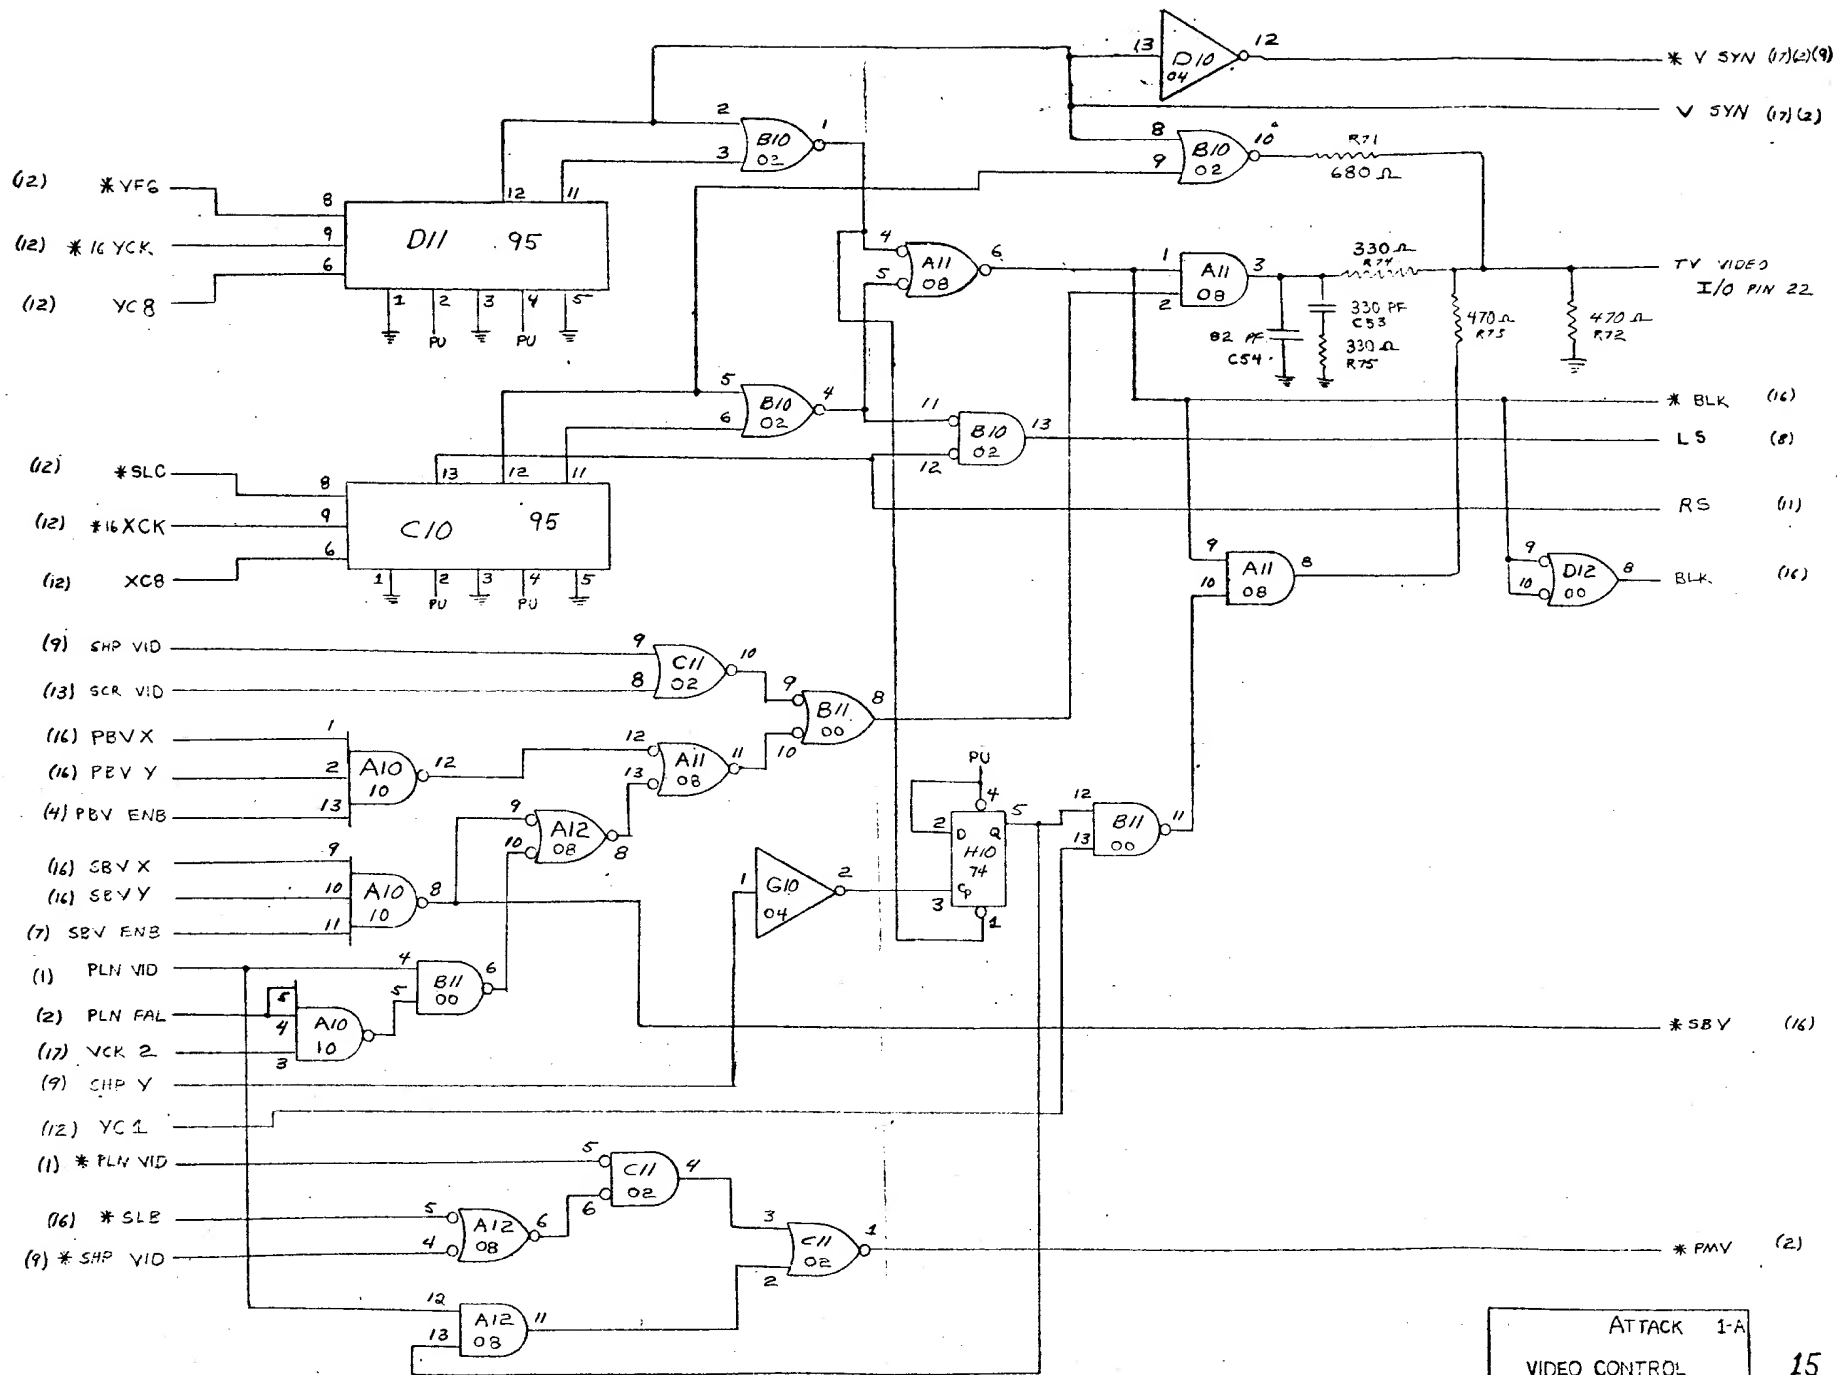 13 D10 04 12 * V SYN (17)(2)(9)
V SYN (17)(2)
2 3 B10 02 1
8 9 B10 02 10 R71 680 Ω
(12) *YFG 8
12 11
(12) *16 YCK 9 D11 95
(12) YC8 6
1 2 3 4 5
PU PU
4 5 A11 08 6
1 2 A11 08 3
330 Ω R74
TV VIDEO
I/O PIN 22
330 PF
C53
82 PF
C54
330 Ω
R75
470 Ω
R73
470 Ω
R72
5 6 B10 02 4
* BLK (16)
11 12 B10 02 13 LS (8)
(12) *SLC 8
13 12 11
(12) *16XCK 9 C10 95
RS (11)
(12) XC8 6
1 2 3 4 5
PU PU
9 10 A11 08 8
9 10 D12 00 8 BLK (16)
(9) SHP VID 9
(13) SCR VID 8
C11 02 10
9 10 B11 00 8
(16) PBV X 1
(16) PBV Y 2 A10 10 12
(4) PBV ENB 13
12 13 A11 08 11
9 10 A12 08 8
(16) SBV X 9
(16) SBV Y 10 A10 10 8
(7) SBV ENB 11
PU
4
2 D Q 5
H10
74
3 Cp
1
1 G10 04 2
12 13 B11 00 11
(1) PLN VID 4
5 B11 00 6
(2) PLN FAL 5 4 A10 10
(17) VCK 2 3
* SBV (16)
(9) SHP Y
(12) YC1
(1) * PLN VID 5
6 C11 02 4
(16) * SLB 5
A12 08 6
(9) * SHP VID 4
3 2 C11 02 1 * PMV (2)
12 13 A12 08 11
ATTACK 1-A
VIDEO CONTROL
15